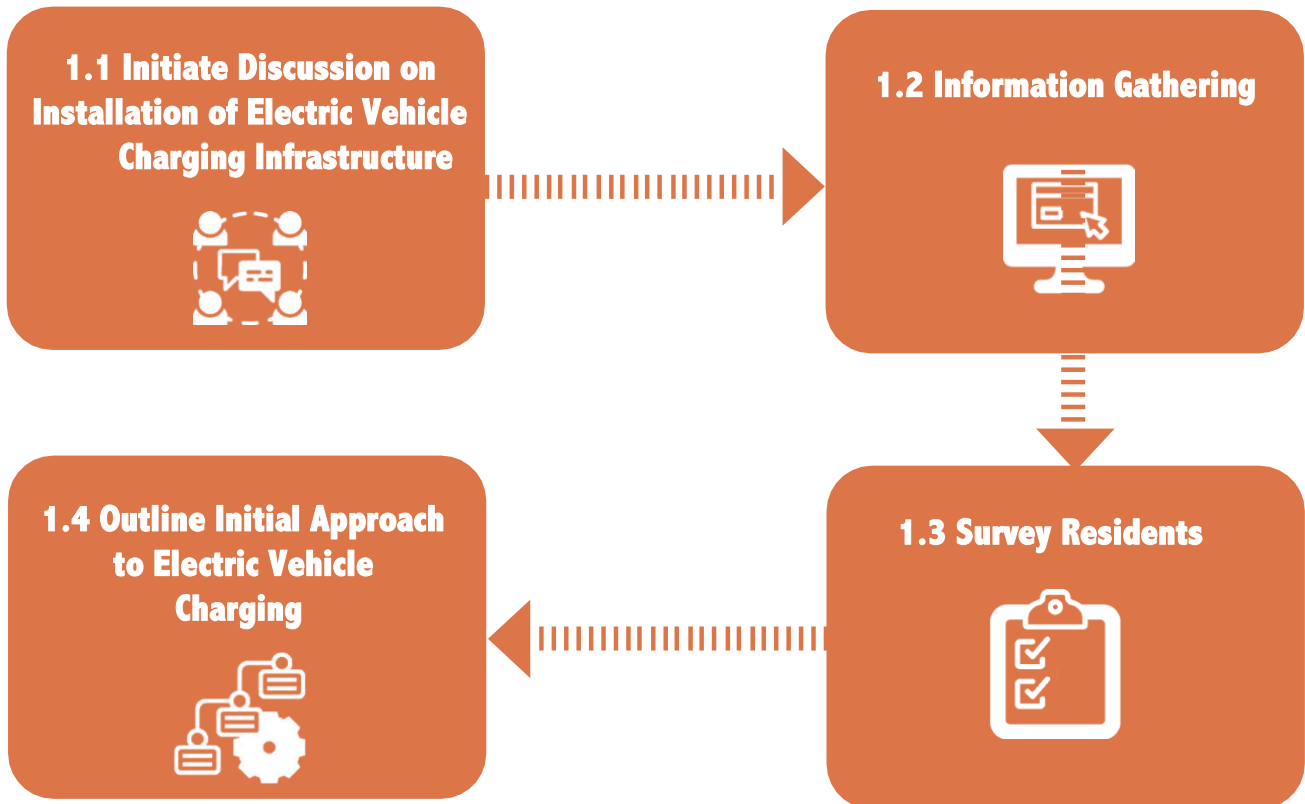 1.1 Initiate Discussion on
Installation of Electric Vehicle
Charging Infrastructure
1.2 Information Gathering
1.3 Survey Residents
1.4 Outline Initial Approach
to Electric Vehicle
Charging